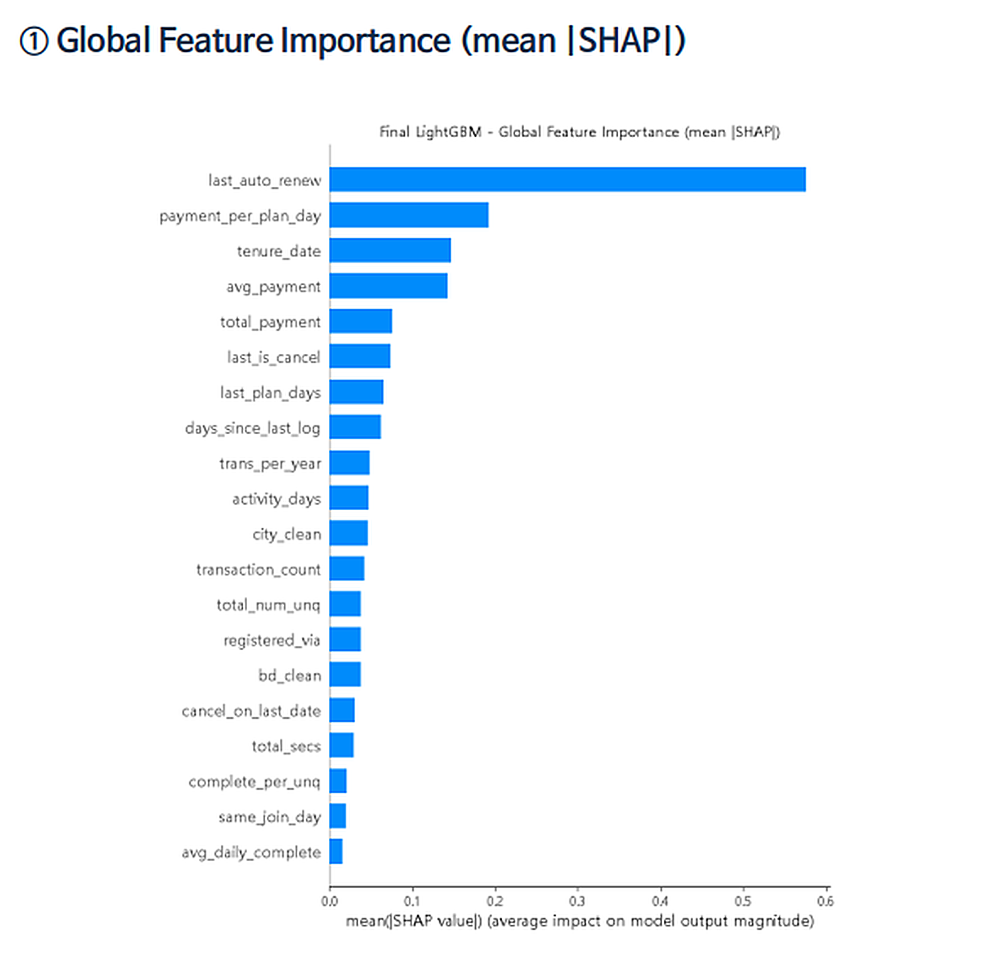 ① Global Feature Importance (mean |SHAP|)
Final LightGBM - Global Feature Importance (mean |SHAP|)
last_auto_renew
payment_per_plan_day
tenure_date
avg_payment
total_payment
last_is_cancel
last_plan_days
days_since_last_log
trans_per_year
activity_days
city_clean
transaction_count
total_num_unq
registered_via
bd_clean
cancel_on_last_date
total_secs
complete_per_unq
same_join_day
avg_daily_complete
0.0 0.1 0.2 0.3 0.4 0.5 0.6
mean(|SHAP value|) (average impact on model output magnitude)